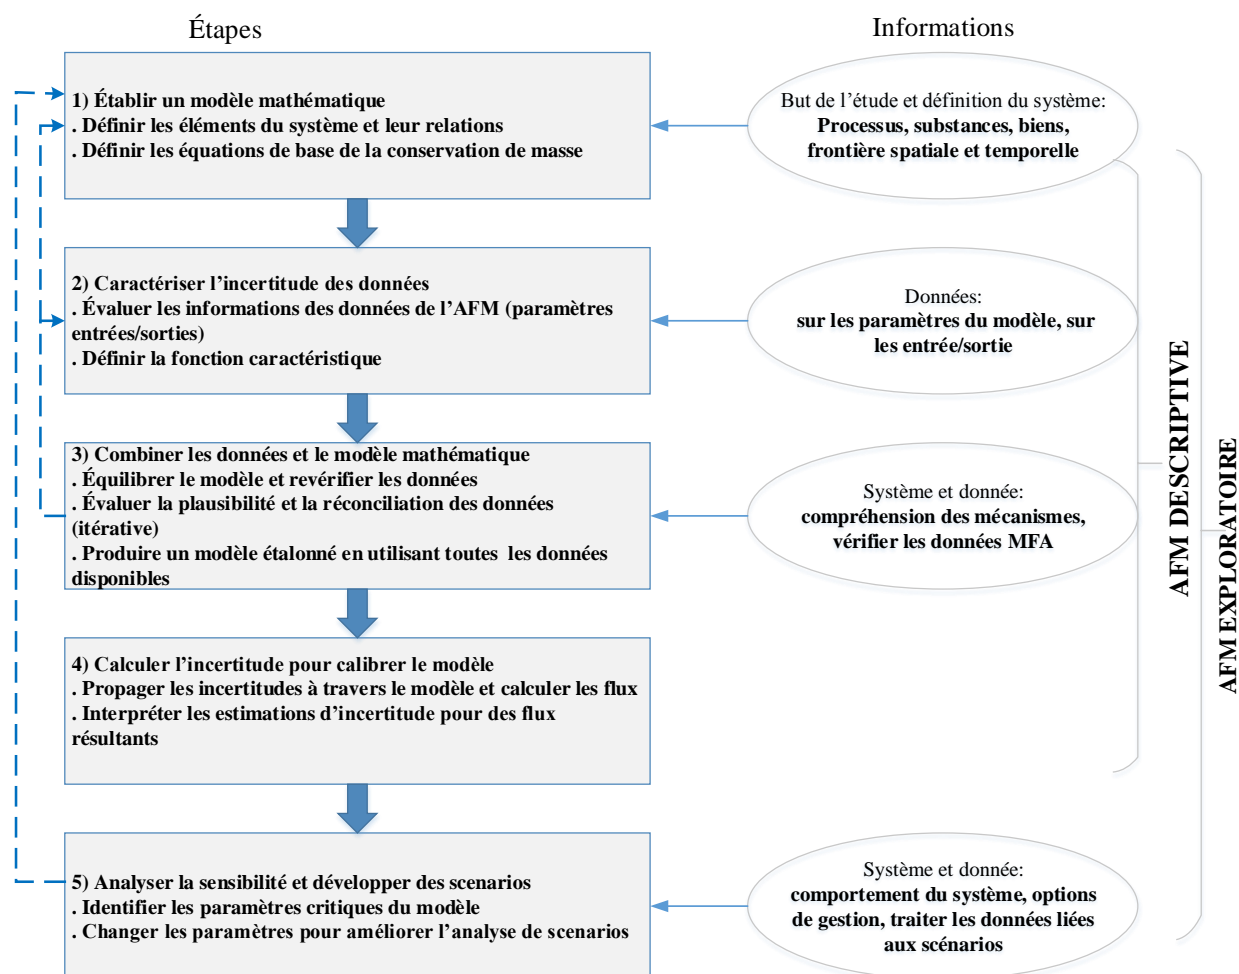 Étapes
Informations
1) Établir un modèle mathématique
. Définir les éléments du système et leur relations
. Définir les équations de base de la conservation de masse
But de l’étude et définition du système:
Processus, substances, biens,
frontière spatiale et temporelle
2) Caractériser l’incertitude des données
. Évaluer les informations des données de l’AFM (paramètres
entrées/sorties)
. Définir la fonction caractéristique
Données:
sur les paramètres du modèle, sur
les entrée/sortie
3) Combiner les données et le modèle mathématique
. Équilibrer le modèle et revérifier les données
. Évaluer la plausibilité et la réconciliation des données
(itérative)
. Produire un modèle étalonné en utilisant toutes les données
disponibles
Système et donnée:
compréhension des mécanismes,
vérifier les données MFA
4) Calculer l’incertitude pour calibrer le modèle
. Propager les incertitudes à travers le modèle et calculer les flux
. Interpréter les estimations d’incertitude pour des flux
résultants
5) Analyser la sensibilité et développer des scenarios
. Identifier les paramètres critiques du modèle
. Changer les paramètres pour améliorer l’analyse de scenarios
Système et donnée:
comportement du système, options
de gestion, traiter les données liées
aux scénarios
AFM DESCRIPTIVE
AFM EXPLORATOIRE